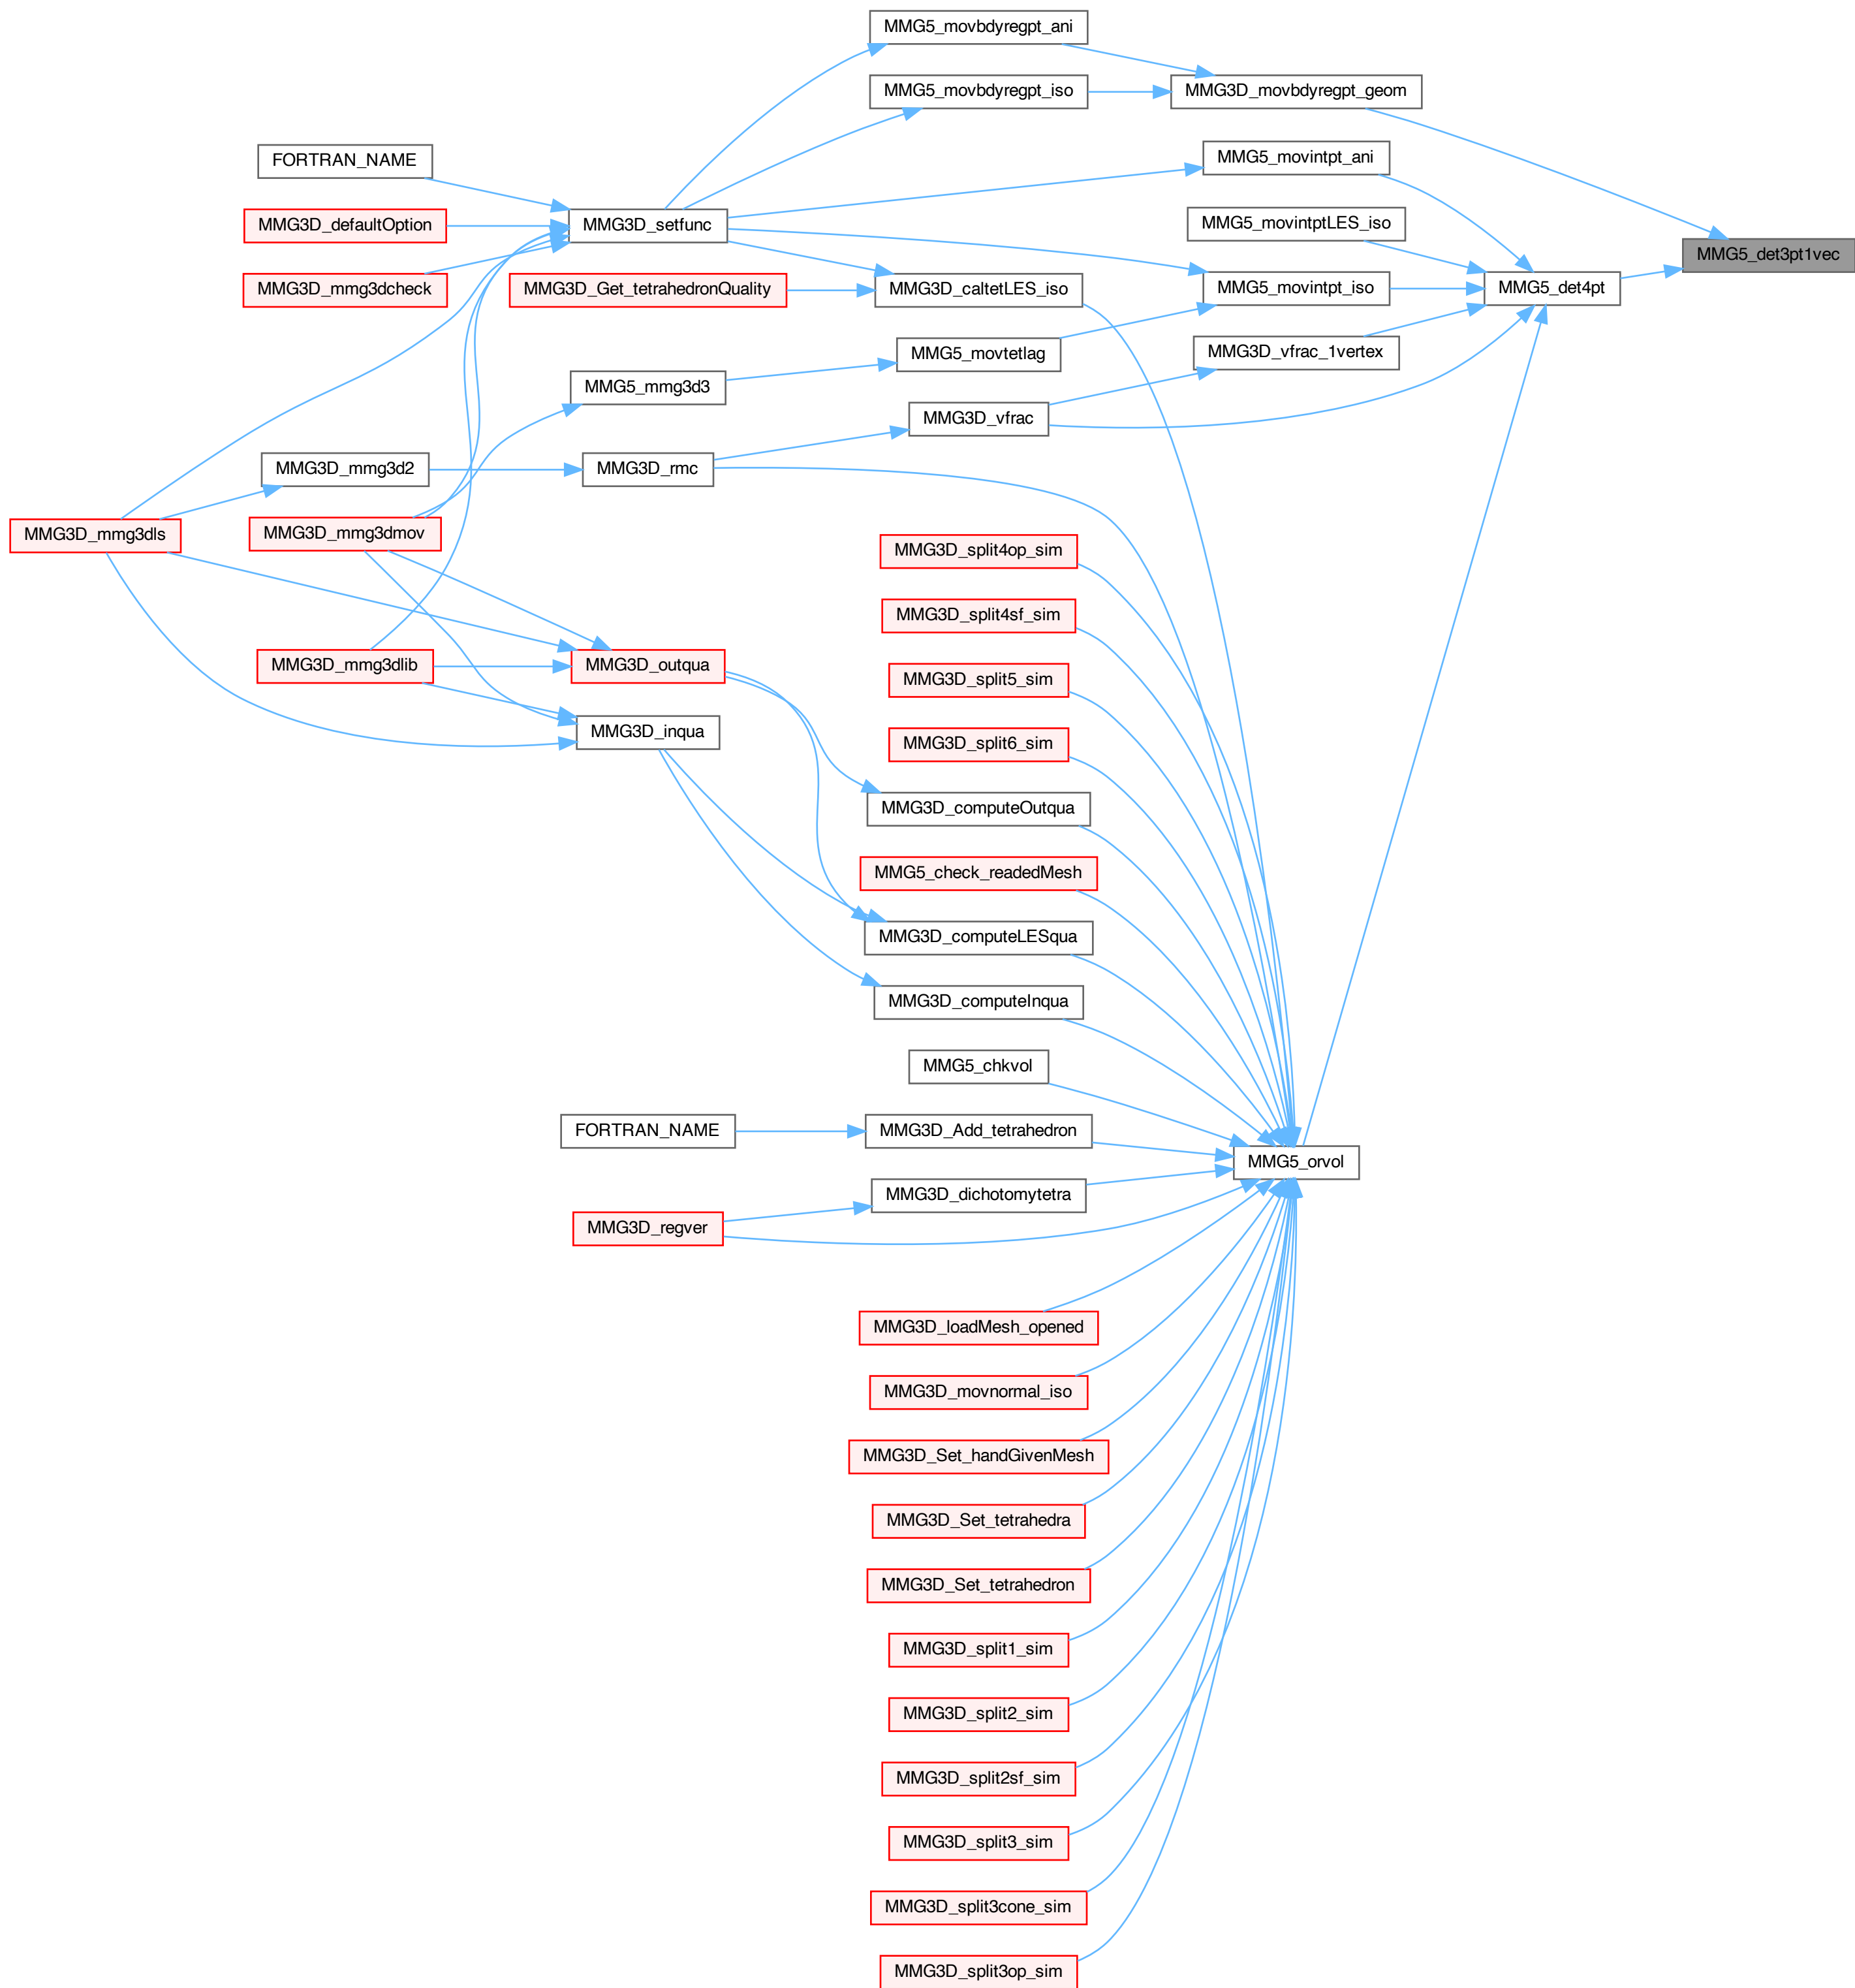 MMG5_movbdyregpt_ani
MMG5_movbdyregpt_iso
MMG3D_movbdyregpt_geom
FORTRAN_NAME
MMG5_movintpt_ani
MMG3D_defaultOption
MMG3D_setfunc
MMG5_movintptLES_iso
MMG5_det3pt1vec
MMG3D_mmg3dcheck
MMG3D_Get_tetrahedronQuality
MMG3D_caltetLES_iso
MMG5_movintpt_iso
MMG5_det4pt
MMG5_movtetlag
MMG3D_vfrac_1vertex
MMG5_mmg3d3
MMG3D_vfrac
MMG3D_mmg3d2
MMG3D_rmc
MMG3D_mmg3dls
MMG3D_mmg3dmov
MMG3D_split4op_sim
MMG3D_split4sf_sim
MMG3D_mmg3dlib
MMG3D_outqua
MMG3D_split5_sim
MMG3D_inqua
MMG3D_split6_sim
MMG3D_computeOutqua
MMG5_check_readedMesh
MMG3D_computeLESqua
MMG3D_computeInqua
MMG5_chkvol
FORTRAN_NAME
MMG3D_Add_tetrahedron
MMG5_orvol
MMG3D_dichotomytetra
MMG3D_regver
MMG3D_loadMesh_opened
MMG3D_movnormal_iso
MMG3D_Set_handGivenMesh
MMG3D_Set_tetrahedra
MMG3D_Set_tetrahedron
MMG3D_split1_sim
MMG3D_split2_sim
MMG3D_split2sf_sim
MMG3D_split3_sim
MMG3D_split3cone_sim
MMG3D_split3op_sim